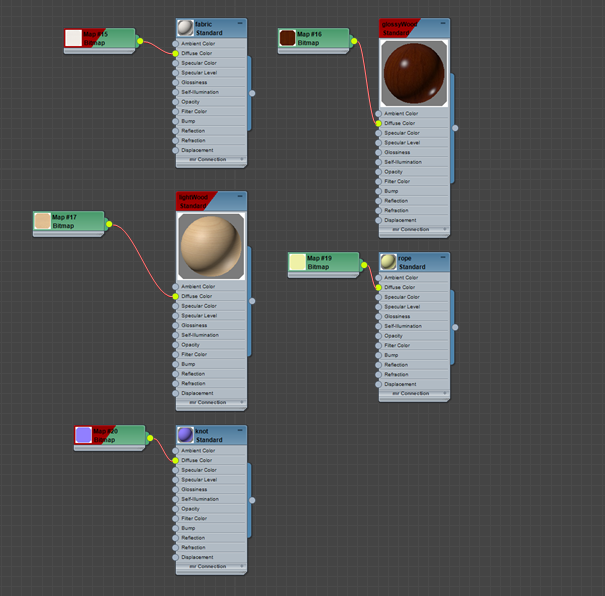 Map #15
Bitmap
fabric
Standard
Ambient Color
Diffuse Color
Specular Color
Specular Level
Glossiness
Self-Illumination
Opacity
Filter Color
Bump
Reflection
Refraction
Displacement
mr Connection
Map #16
Bitmap
glossyWood
Standard
Ambient Color
Diffuse Color
Specular Color
Specular Level
Glossiness
Self-Illumination
Opacity
Filter Color
Bump
Reflection
Refraction
Displacement
mr Connection
Map #17
Bitmap
lightWood
Standard
Ambient Color
Diffuse Color
Specular Color
Specular Level
Glossiness
Self-Illumination
Opacity
Filter Color
Bump
Reflection
Refraction
Displacement
mr Connection
Map #19
Bitmap
rope
Standard
Ambient Color
Diffuse Color
Specular Color
Specular Level
Glossiness
Self-Illumination
Opacity
Filter Color
Bump
Reflection
Refraction
Displacement
mr Connection
Map #20
Bitmap
knot
Standard
Ambient Color
Diffuse Color
Specular Color
Specular Level
Glossiness
Self-Illumination
Opacity
Filter Color
Bump
Reflection
Refraction
Displacement
mr Connection